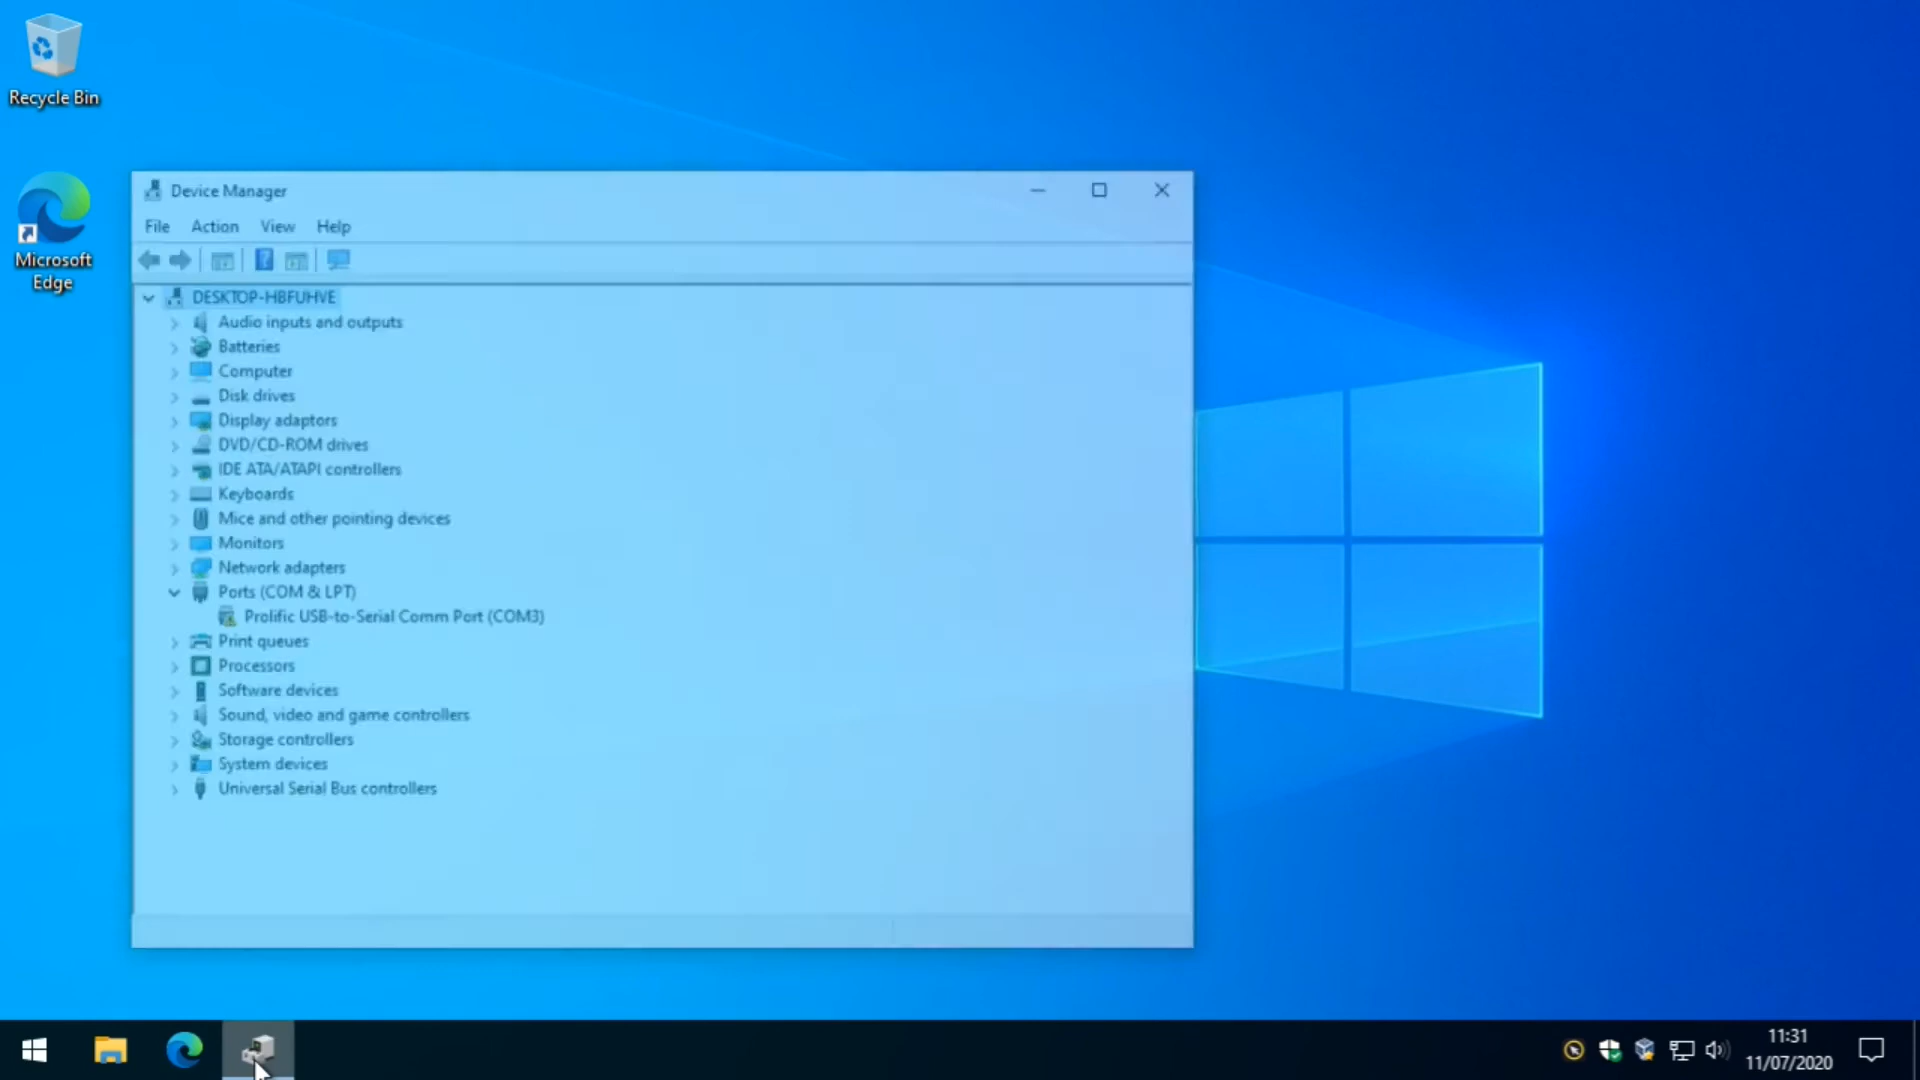 Recycle Bin
Microsoft
Edge
Device Manager
File Action View Help
DESKTOP-HBFUHVE
Audio inputs and outputs
Batteries
Computer
Disk drives
Display adaptors
DVD/CD-ROM drives
IDE ATA/ATAPI controllers
Keyboards
Mice and other pointing devices
Monitors
Network adapters
Ports (COM & LPT)
Prolific USB-to-Serial Comm Port (COM3)
Print queues
Processors
Software devices
Sound, video and game controllers
Storage controllers
System devices
Universal Serial Bus controllers
11:31
11/07/2020